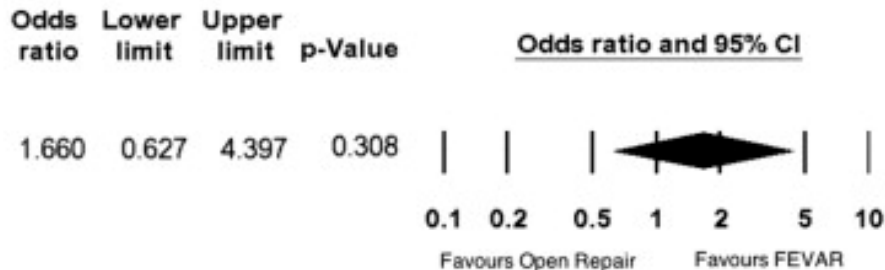 Odds Lower Upper
ratio limit limit p-Value Odds ratio and 95% CI
1.660 0.627 4.397 0.308
0.1 0.2 0.5 1 2 5 10
Favours Open Repair Favours FEVAR